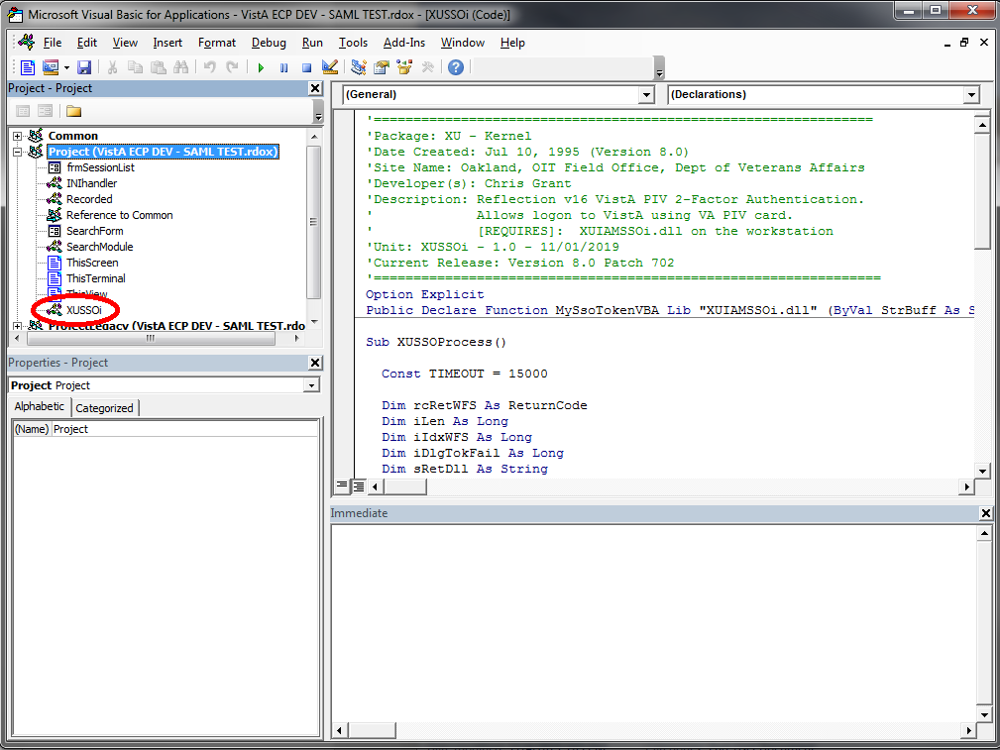 Microsoft Visual Basic for Applications - VistA ECP DEV - SAML TEST.rdox - [XUSSOi (Code)]
File Edit View Insert Format Debug Run Tools Add-Ins Window Help
Project - Project
Common
Project (VistA ECP DEV - SAML TEST.rdox)
frmSessionList
INIhandler
Recorded
Reference to Common
SearchForm
SearchModule
ThisScreen
ThisTerminal
ThisView
XUSSOi
ProjectLegacy (VistA ECP DEV - SAML TEST.rdo
Properties - Project
Project Project
Alphabetic Categorized
(Name) Project
(General) (Declarations)
'===================================================================
'Package: XU - Kernel
'Date Created: Jul 10, 1995 (Version 8.0)
'Site Name: Oakland, OIT Field Office, Dept of Veterans Affairs
'Developer(s): Chris Grant
'Description: Reflection v16 VistA PIV 2-Factor Authentication.
' Allows logon to VistA using VA PIV card.
' [REQUIRES]: XUIAMSSOi.dll on the workstation
'Unit: XUSSOi - 1.0 - 11/01/2019
'Current Release: Version 8.0 Patch 702
'====================================================================
Option Explicit
Public Declare Function MySsoTokenVBA Lib "XUIAMSSOi.dll" (ByVal StrBuff As S
Sub XUSSOProcess()
Const TIMEOUT = 15000
Dim rcRetWFS As ReturnCode
Dim iLen As Long
Dim iIdxWFS As Long
Dim iDlgTokFail As Long
Dim sRetDll As String
Immediate